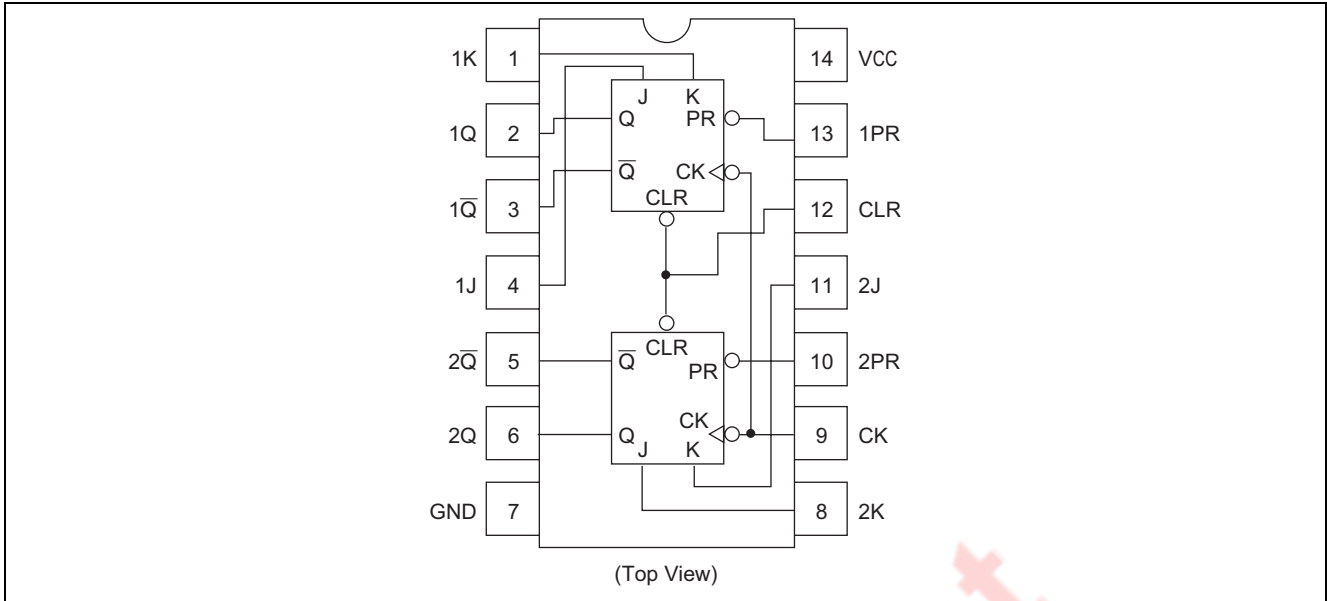 1K 1 14 VCC
J K
Q PR
1Q 2 13 1PR
Q̅ CK
CLR
1Q̅ 3 12 CLR
1J 4 11 2J
CLR
2Q̅ 5 Q̅ PR 10 2PR
CK
2Q 6 Q 9 CK
J K
GND 7 8 2K
(Top View)